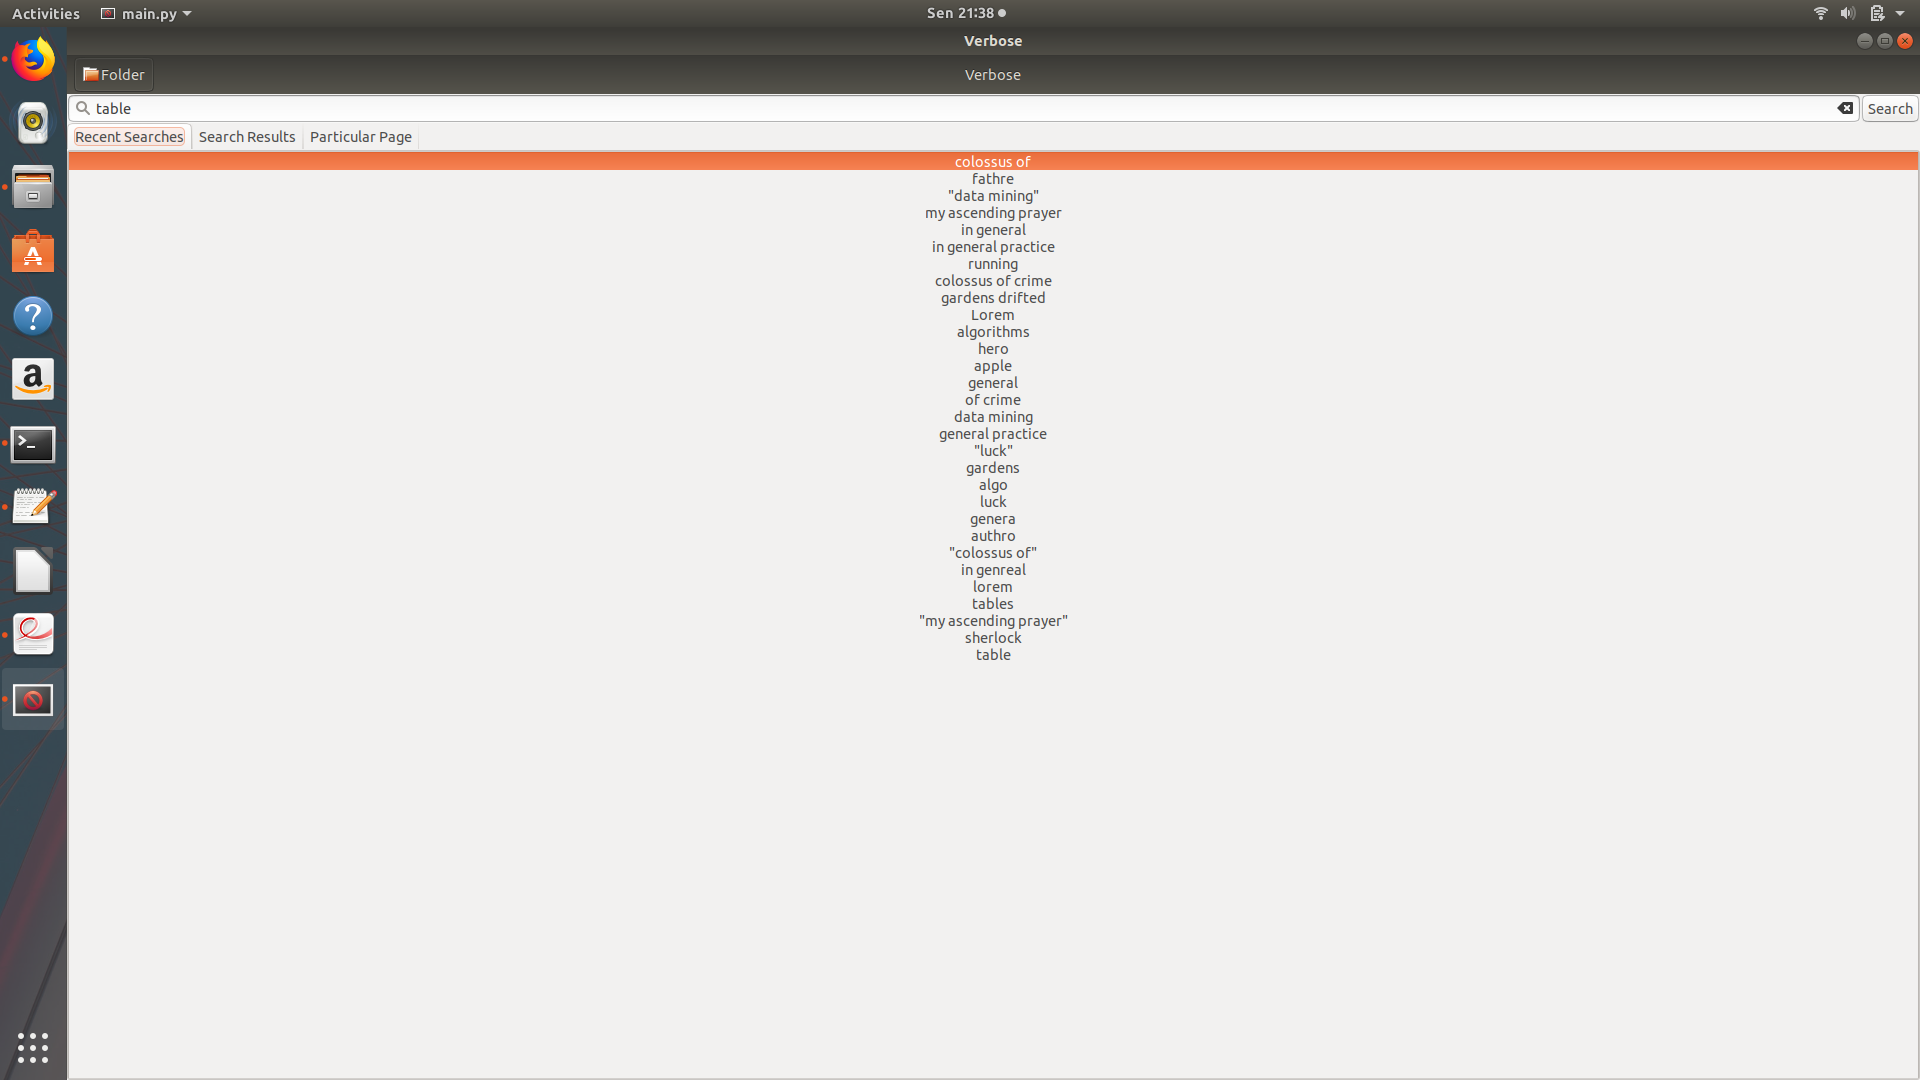 Activities main.py Sen 21:38
Verbose
Folder Verbose
table Search
Recent Searches Search Results Particular Page
colossus of
fathre
"data mining"
my ascending prayer
in general
in general practice
running
colossus of crime
gardens drifted
Lorem
algorithms
hero
apple
general
of crime
data mining
general practice
"luck"
gardens
algo
luck
genera
authro
"colossus of"
in genreal
lorem
tables
"my ascending prayer"
sherlock
table